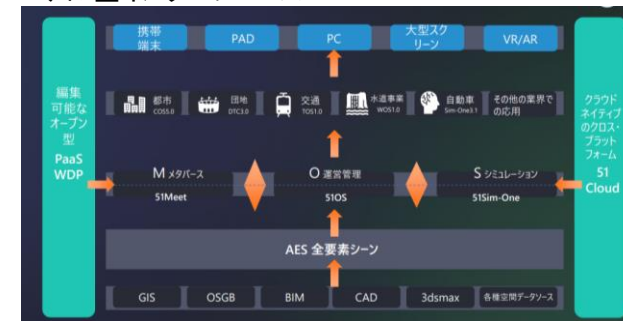 携帯
端末
PAD
PC
大型スク
リーン
VR/AR
編集
可能な
オープン
型
PaaS
WDP
都市
COS5.0
団地
DTC3.0
交通
TOS1.0
水道事業
WOS1.0
自動車
Sim-One3.1
その他の業界で
の応用
クラウド
ネイティブ
のクロス・
プラット
フォーム
51
Cloud
M メタバース
51Meet
O 運営管理
51OS
S シミュレーション
51Sim-One
AES 全要素シーン
GIS
OSGB
BIM
CAD
3dsmax
各種空間データソース